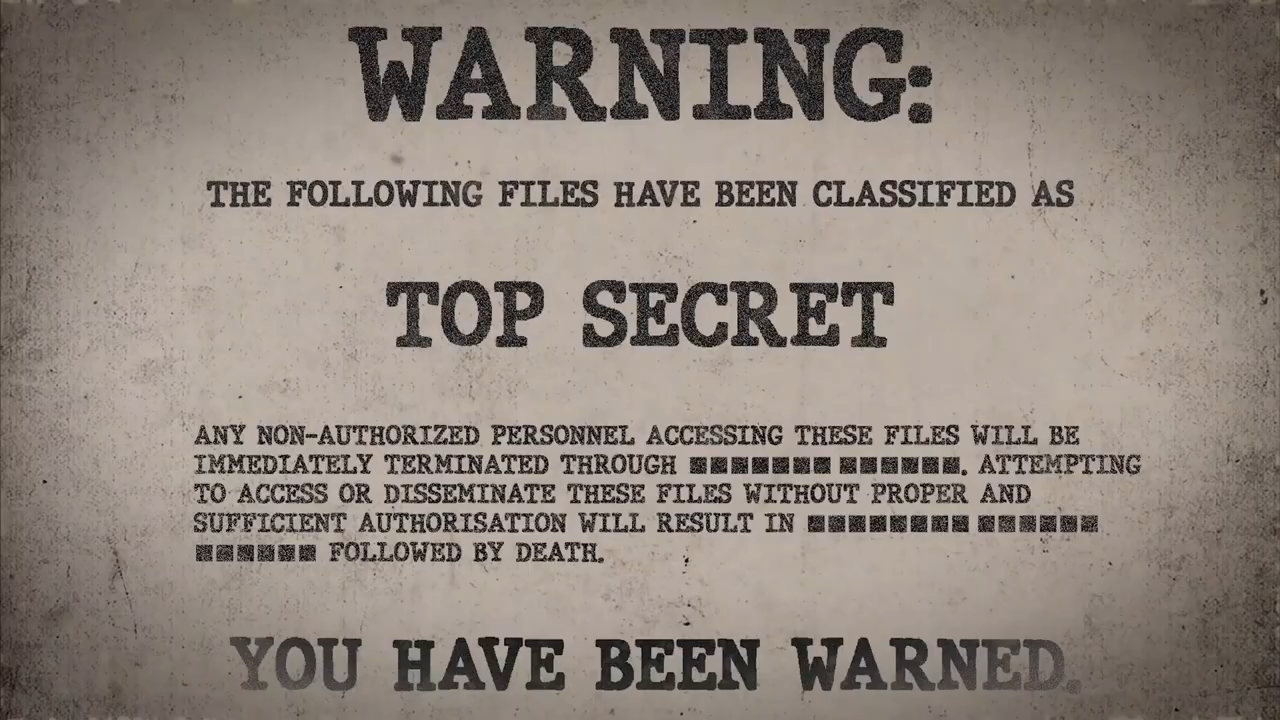 WARNING:
THE FOLLOWING FILES HAVE BEEN CLASSIFIED AS
TOP SECRET
ANY NON-AUTHORIZED PERSONNEL ACCESSING THESE FILES WILL BE
IMMEDIATELY TERMINATED THROUGH ■■■■■■■ ■■■■■■. ATTEMPTING
TO ACCESS OR DISSEMINATE THESE FILES WITHOUT PROPER AND
SUFFICIENT AUTHORISATION WILL RESULT IN ■■■■■■■■ ■■■■■■
■■■■■■ FOLLOWED BY DEATH.
YOU HAVE BEEN WARNED.